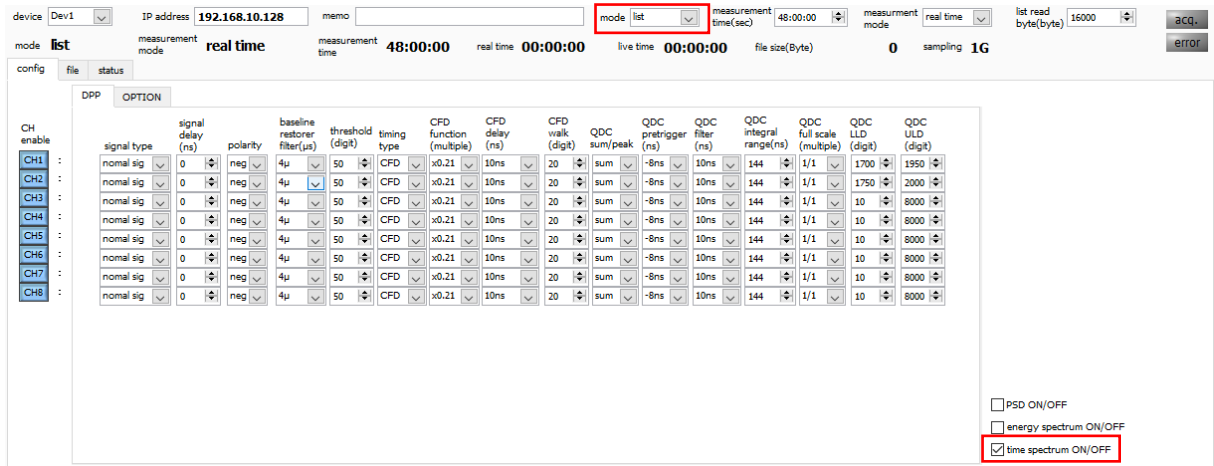 device Dev1 IP address 192.168.10.128 memo mode list measurement time(sec) 48:00:00 measurment mode real time list read byte(byte) 16000 acq.
mode list measurement mode real time measurement time 48:00:00 real time 00:00:00 live time 00:00:00 file size(Byte) 0 sampling 1G error
config file status
DPP OPTION
CH enable signal type signal delay (ns) polarity baseline restorer filter(μs) threshold (digit) timing type CFD function (multiple) CFD delay (ns) CFD walk (digit) QDC sum/peak QDC pretrigger (ns) QDC filter (ns) QDC integral range(ns) QDC full scale (multiple) QDC LLD (digit) QDC ULD (digit)
CH1 : nomal sig 0 neg 4μ 50 CFD x0.21 10ns 20 sum -8ns 10ns 144 1/1 1700 1950
CH2 : nomal sig 0 neg 4μ 50 CFD x0.21 10ns 20 sum -8ns 10ns 144 1/1 1750 2000
CH3 : nomal sig 0 neg 4μ 50 CFD x0.21 10ns 20 sum -8ns 10ns 144 1/1 10 8000
CH4 : nomal sig 0 neg 4μ 50 CFD x0.21 10ns 20 sum -8ns 10ns 144 1/1 10 8000
CH5 : nomal sig 0 neg 4μ 50 CFD x0.21 10ns 20 sum -8ns 10ns 144 1/1 10 8000
CH6 : nomal sig 0 neg 4μ 50 CFD x0.21 10ns 20 sum -8ns 10ns 144 1/1 10 8000
CH7 : nomal sig 0 neg 4μ 50 CFD x0.21 10ns 20 sum -8ns 10ns 144 1/1 10 8000
CH8 : nomal sig 0 neg 4μ 50 CFD x0.21 10ns 20 sum -8ns 10ns 144 1/1 10 8000
PSD ON/OFF
energy spectrum ON/OFF
time spectrum ON/OFF